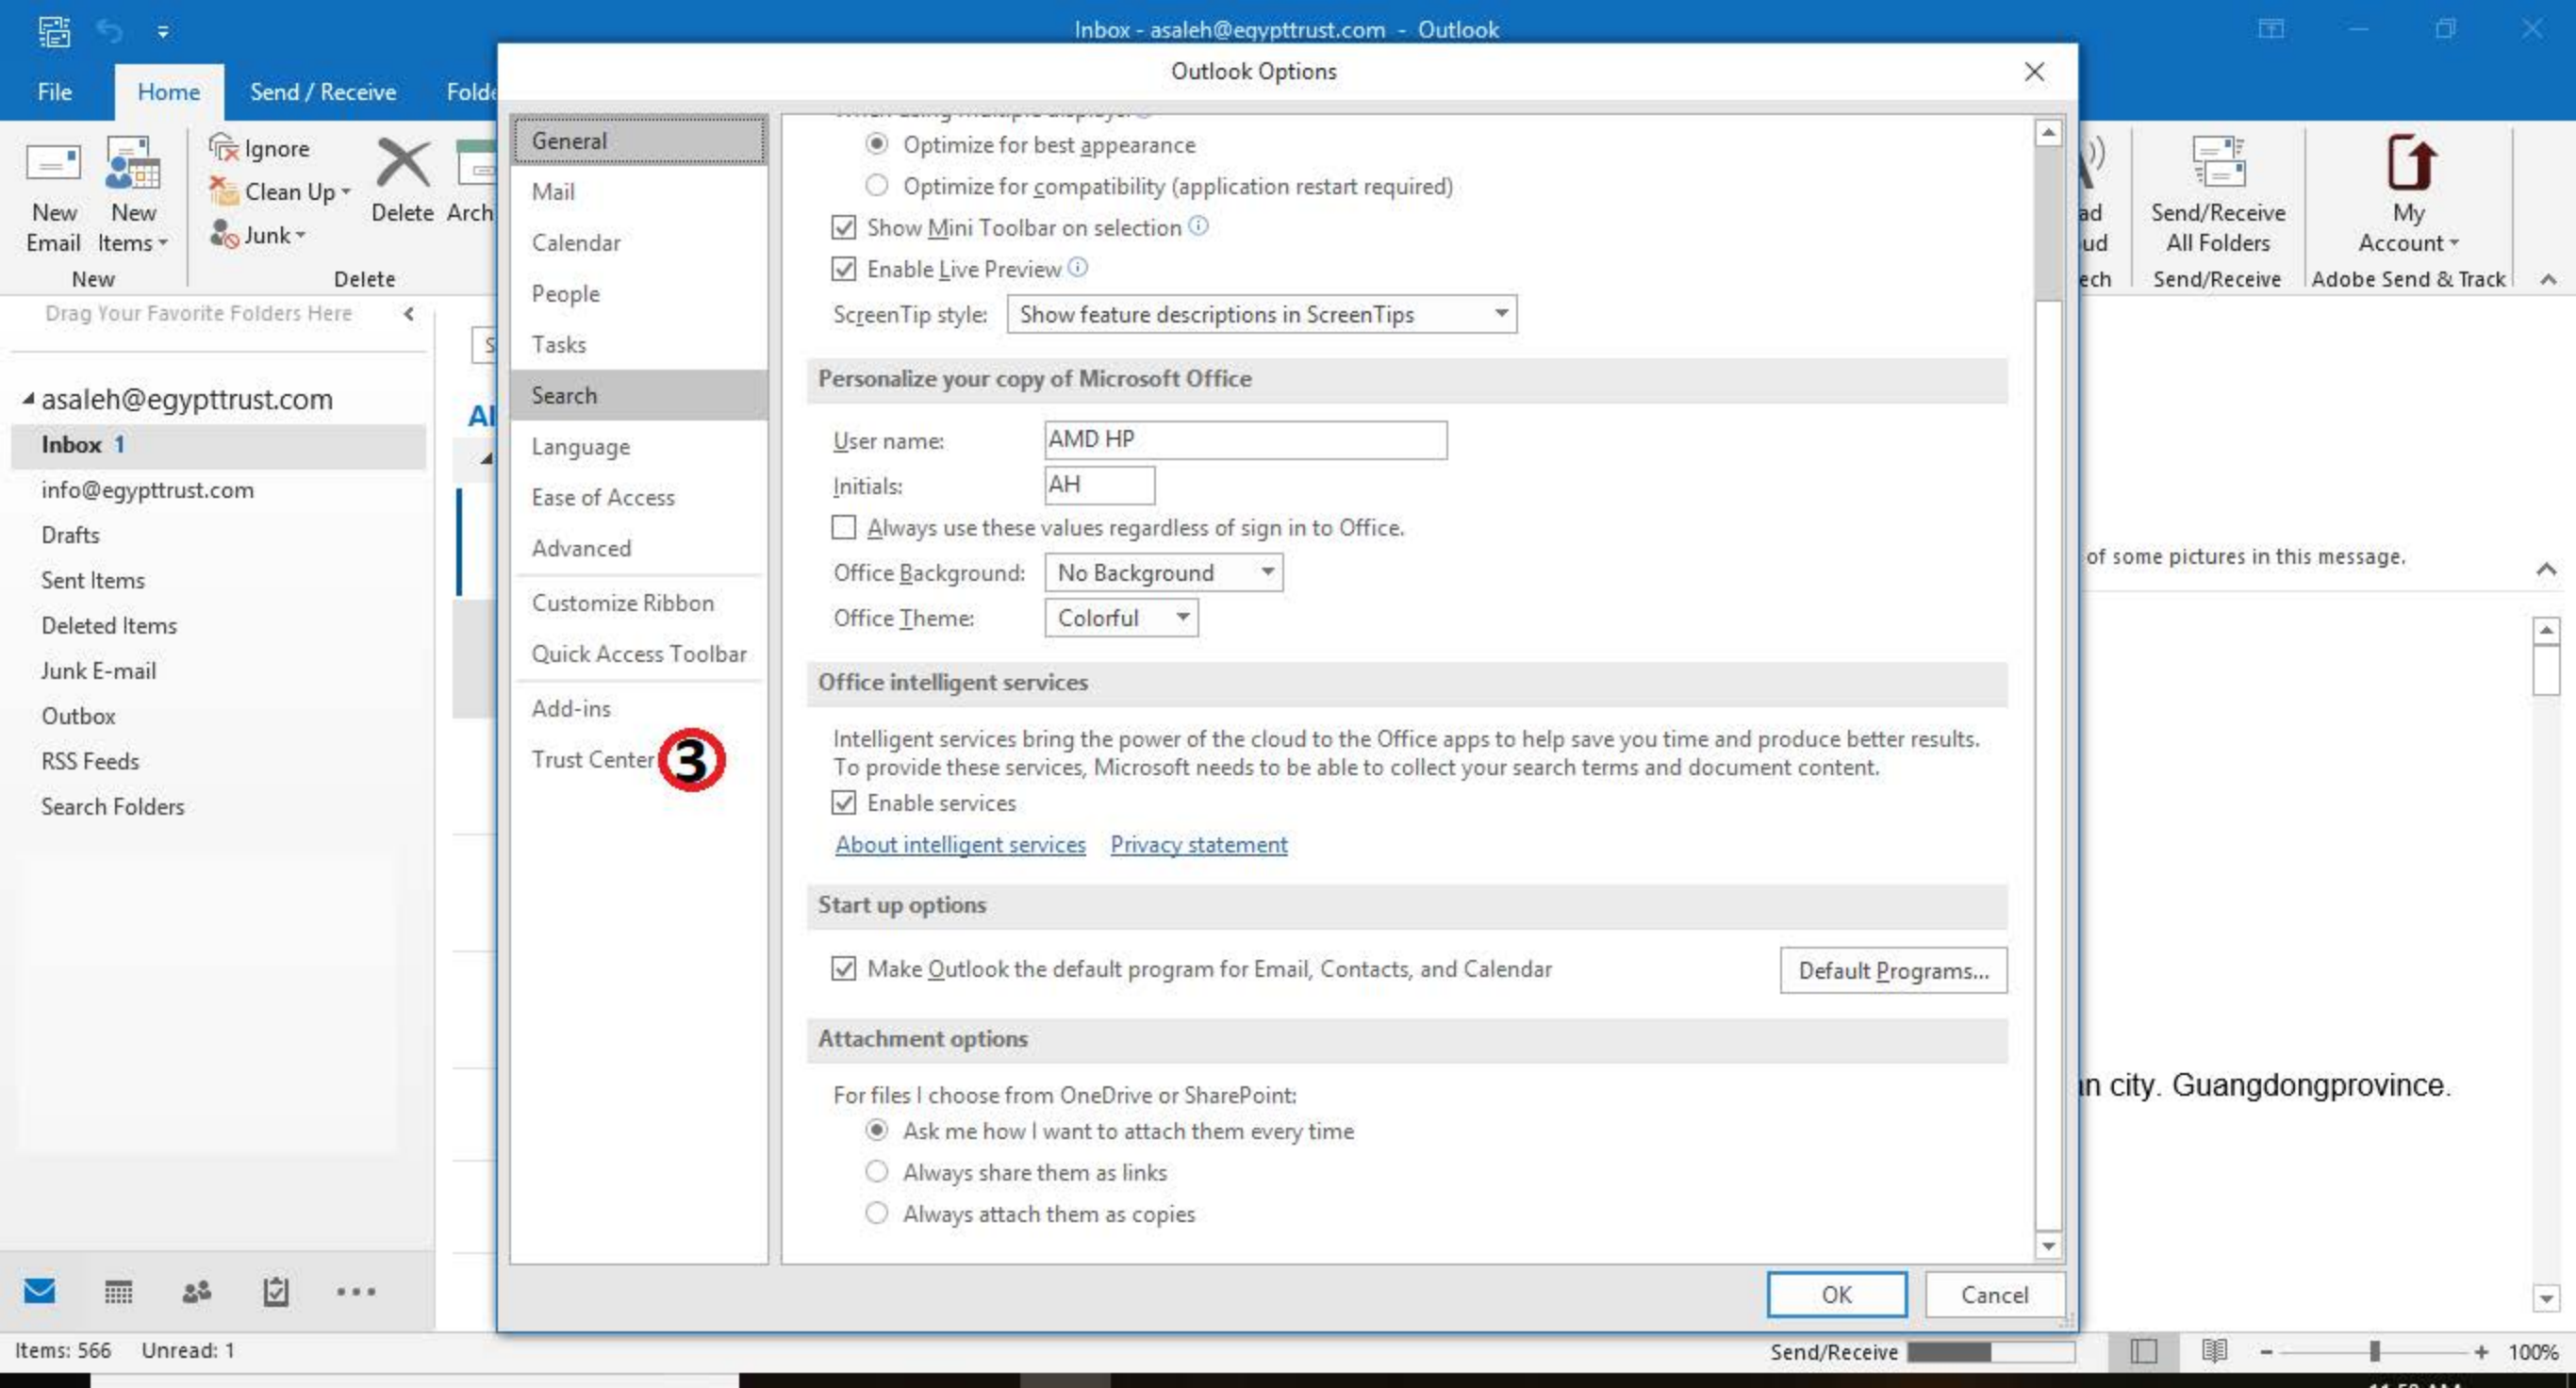 Inbox - asaleh@egypttrust.com - Outlook
File Home Send / Receive
New Email
New Items
New
Ignore
Clean Up
Junk
Delete
Delete
Send/Receive All Folders
Send/Receive
My Account
Adobe Send & Track
Drag Your Favorite Folders Here
asaleh@egypttrust.com
Inbox 1
info@egypttrust.com
Drafts
Sent Items
Deleted Items
Junk E-mail
Outbox
RSS Feeds
Search Folders
Outlook Options
General
Mail
Calendar
People
Tasks
Search
Language
Ease of Access
Advanced
Customize Ribbon
Quick Access Toolbar
Add-ins
Trust Center 3
Optimize for best appearance
Optimize for compatibility (application restart required)
Show Mini Toolbar on selection
Enable Live Preview
ScreenTip style: Show feature descriptions in ScreenTips
Personalize your copy of Microsoft Office
User name: AMD HP
Initials: AH
Always use these values regardless of sign in to Office.
Office Background: No Background
Office Theme: Colorful
Office intelligent services
Intelligent services bring the power of the cloud to the Office apps to help save you time and produce better results.
To provide these services, Microsoft needs to be able to collect your search terms and document content.
Enable services
About intelligent services Privacy statement
Start up options
Make Outlook the default program for Email, Contacts, and Calendar
Default Programs...
Attachment options
For files I choose from OneDrive or SharePoint:
Ask me how I want to attach them every time
Always share them as links
Always attach them as copies
OK Cancel
of some pictures in this message.
city. Guangdongprovince.
Items: 566 Unread: 1
Send/Receive
100%